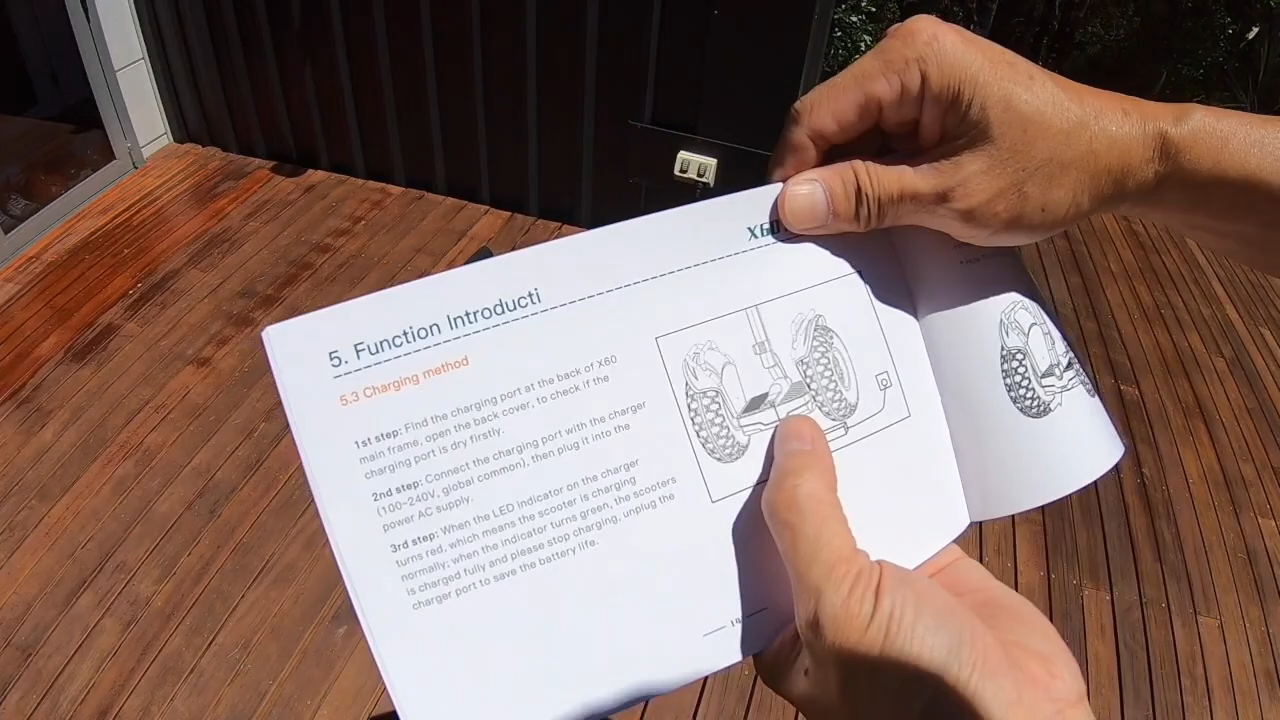 X60
5. Function Introducti
5.3 Charging method
1st step: Find the charging port at the back of X60
main frame, open the back cover, to check if the
charging port is dry firstly.
2nd step: Connect the charging port with the charger
(100~240V, global common), then plug it into the
power AC supply.
3rd step: When the LED indicator on the charger
turns red, which means the scooter is charging
normally; when the indicator turns green, the scooters
is charged fully and please stop charging, unplug the
charger port to save the battery life.